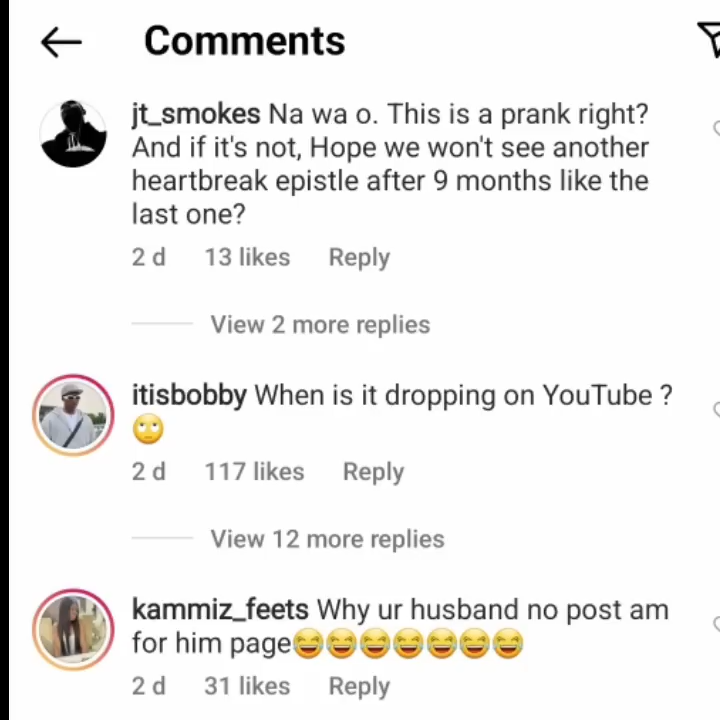 Comments
jt_smokes Na wa o. This is a prank right?
And if it's not, Hope we won't see another
heartbreak epistle after 9 months like the
last one?
2 d 13 likes Reply
View 2 more replies
itisbobby When is it dropping on YouTube ?
🙄
2 d 117 likes Reply
View 12 more replies
kammiz_feets Why ur husband no post am
for him page😂😂😂😂😂😂😂
2 d 31 likes Reply